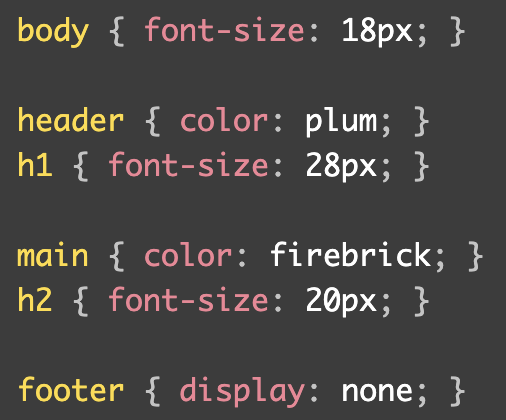 body { font-size: 18px; }
header { color: plum; }
h1 { font-size: 28px; }
main { color: firebrick; }
h2 { font-size: 20px; }
footer { display: none; }